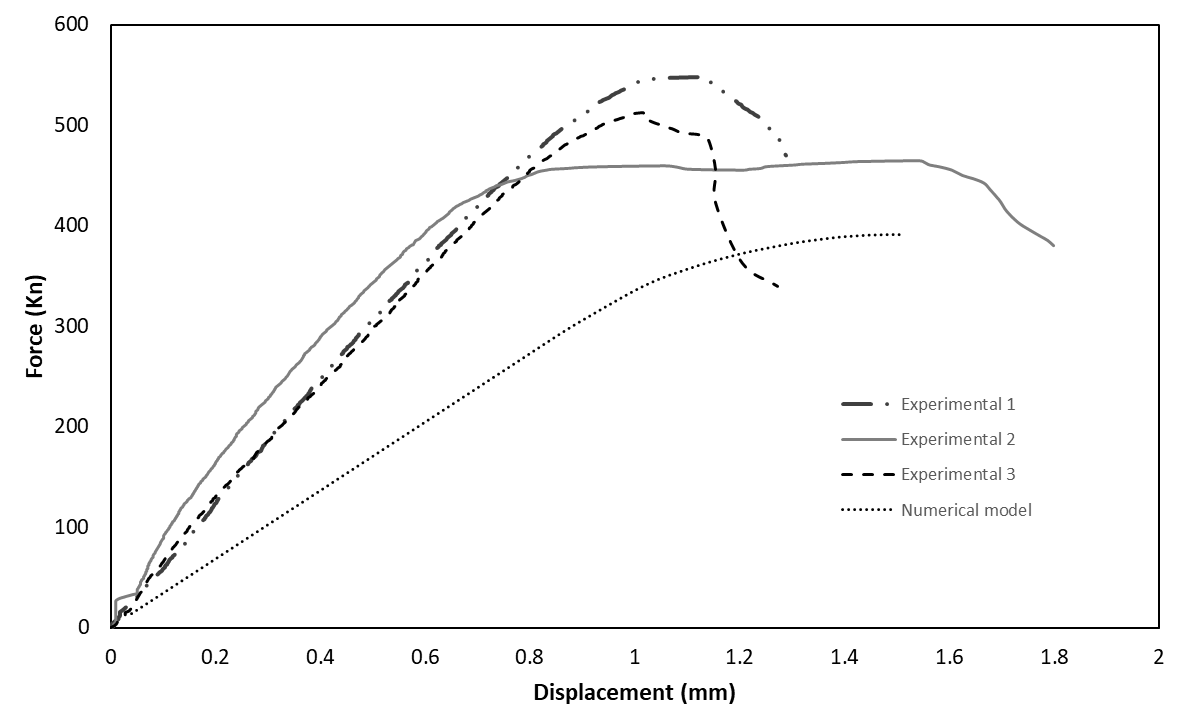 600
500
400
300
200
100
0
Force (Kn)
Experimental 1
Experimental 2
Experimental 3
Numerical model
0 0.2 0.4 0.6 0.8 1 1.2 1.4 1.6 1.8 2
Displacement (mm)